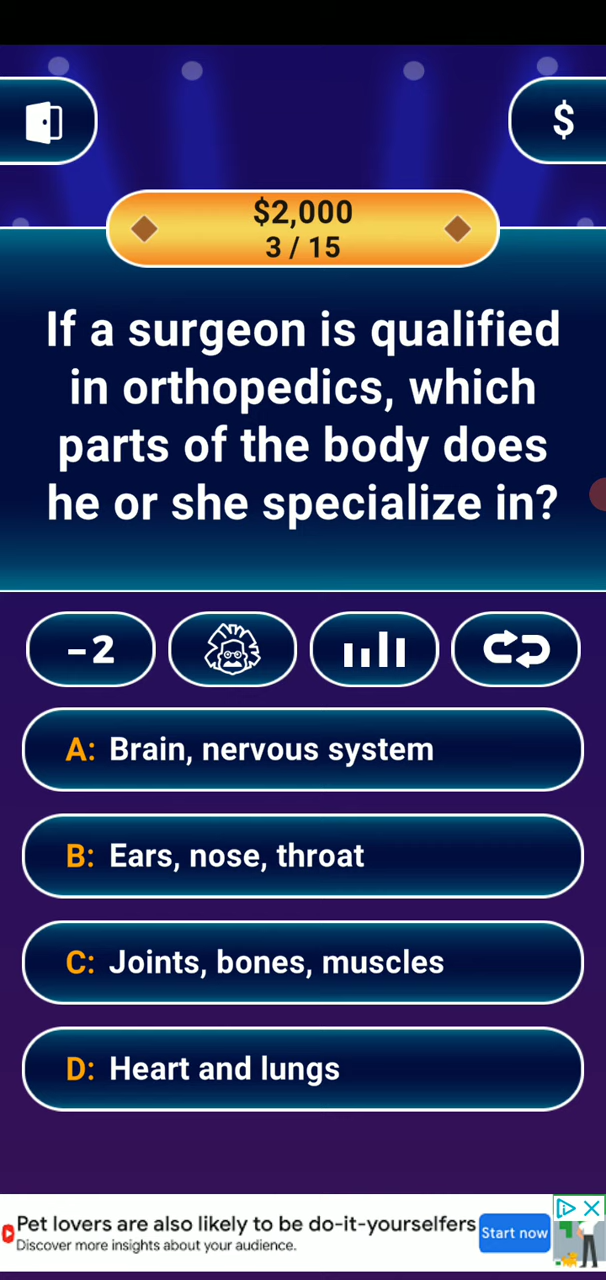 $
$2,000
3 / 15
If a surgeon is qualified
in orthopedics, which
parts of the body does
he or she specialize in?
-2
A: Brain, nervous system
B: Ears, nose, throat
C: Joints, bones, muscles
D: Heart and lungs
Pet lovers are also likely to be do-it-yourselfers
Discover more insights about your audience.
Start now